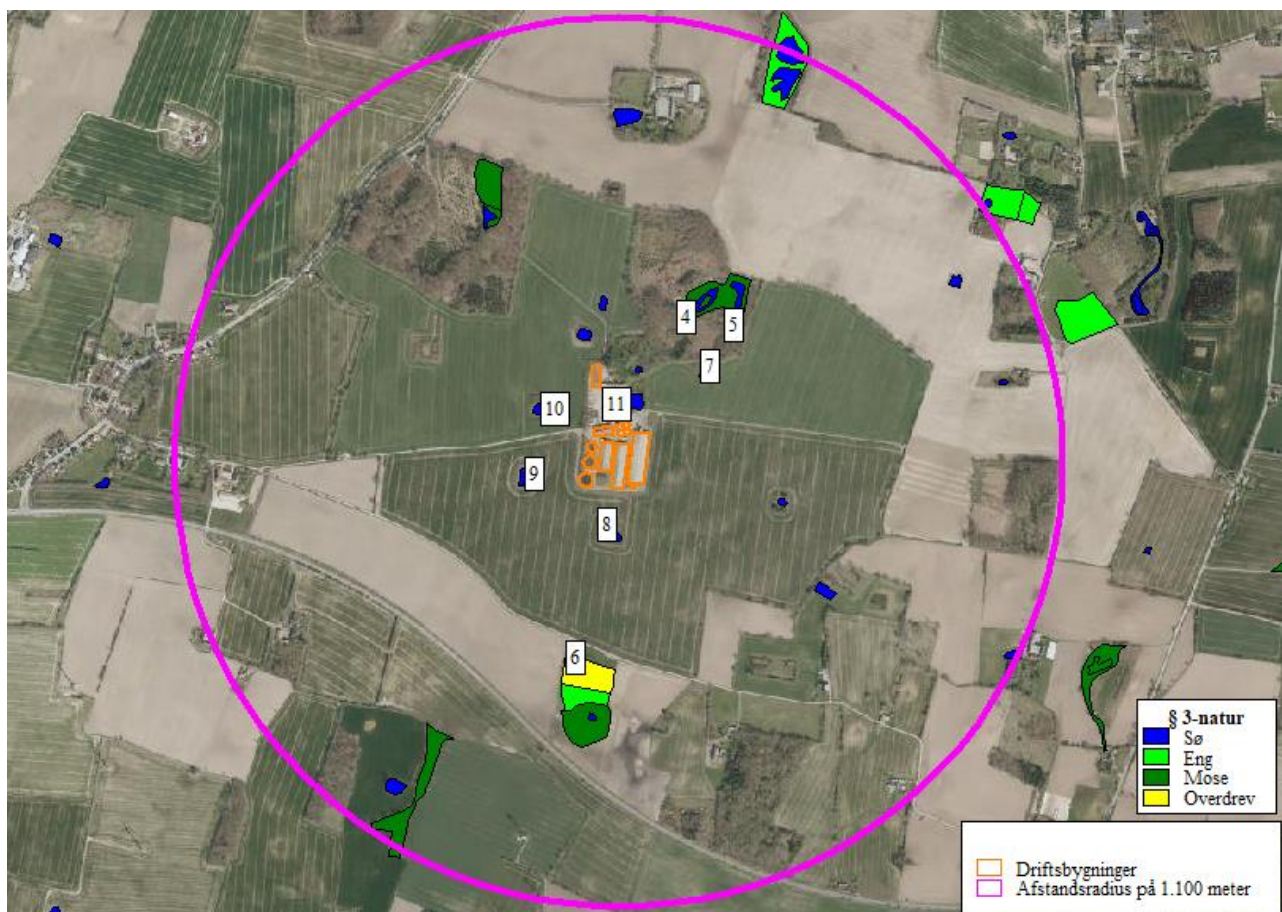 4
5
7
10
11
9
8
6
§ 3-natur
Sø
Eng
Mose
Overdrev
Driftsbygninger
Afstandsradius på 1.100 meter